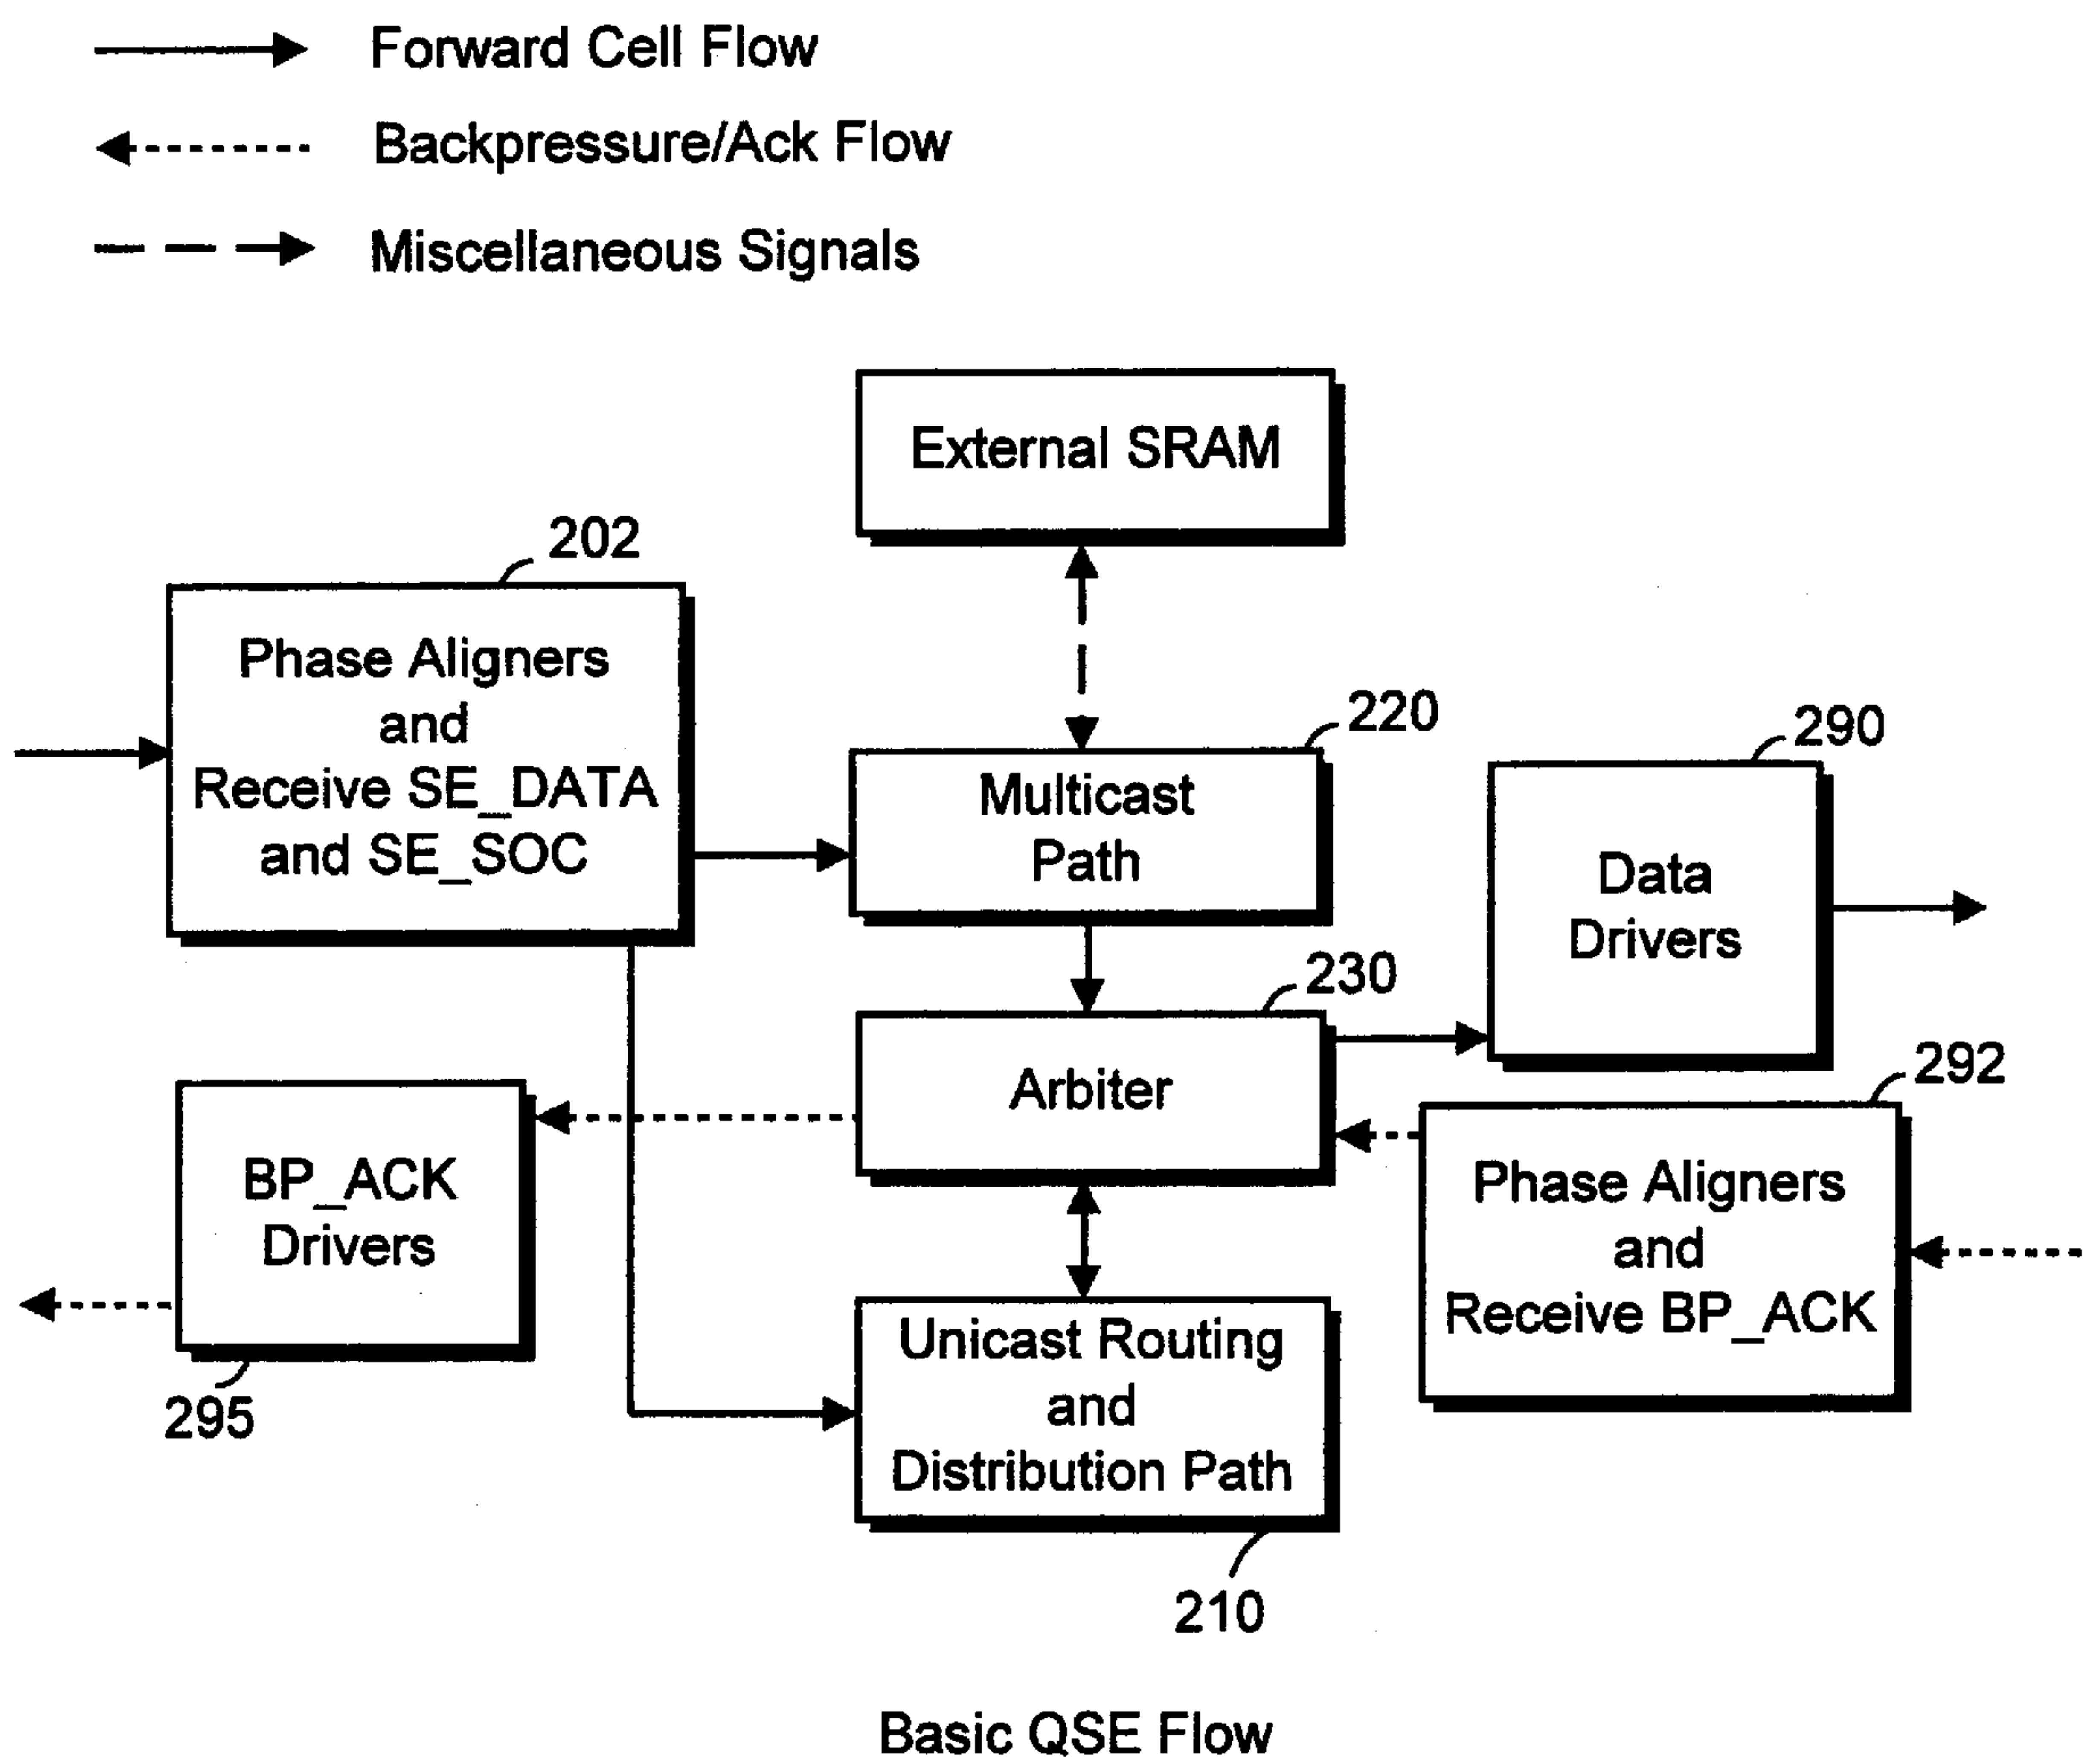 Forward Cell Flow
Backpressure/Ack Flow
Miscellaneous Signals
External SRAM
202
Phase Aligners
and
Receive SE_DATA
and SE_SOC
220
Multicast
Path
290
Data
Drivers
230
Arbiter
292
Phase Aligners
and
Receive BP_ACK
BP_ACK
Drivers
295
Unicast Routing
and
Distribution Path
210
Basic QSE Flow